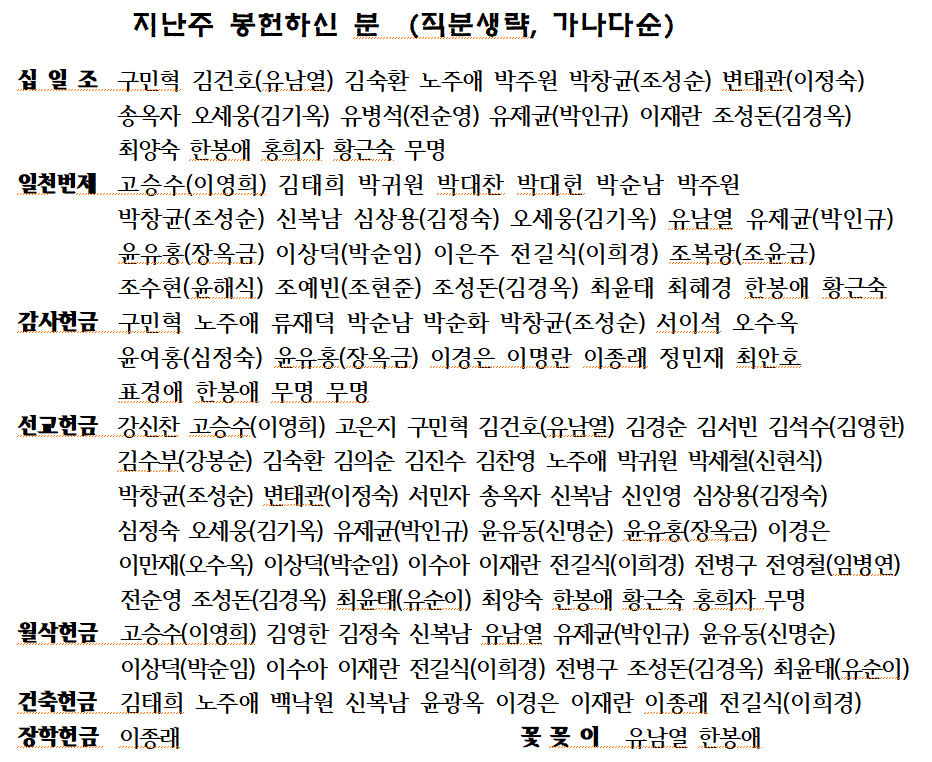 지난주 봉헌하신 분 (직분생략, 가나다순)
십 일 조 구민혁 김건호(유남열) 김숙환 노주애 박주원 박창균(조성순) 변태관(이정숙)
송옥자 오세웅(김기옥) 유병석(전순영) 유제균(박인규) 이재란 조성돈(김경옥)
최양숙 한봉애 홍희자 황근숙 무명
일천번제 고승수(이영희) 김태희 박귀원 박대찬 박대헌 박순남 박주원
박창균(조성순) 신복남 심상용(김정숙) 오세웅(김기옥) 유남열 유제균(박인규)
윤유홍(장옥금) 이상덕(박순임) 이은주 전길식(이희경) 조복랑(조윤금)
조수현(윤해식) 조예빈(조현준) 조성돈(김경옥) 최윤태 최혜경 한봉애 황근숙
감사헌금 구민혁 노주애 류재덕 박순남 박순화 박창균(조성순) 서이석 오수옥
윤여홍(심정숙) 윤유홍(장옥금) 이경은 이명란 이종래 정민재 최안호
표경애 한봉애 무명 무명
선교헌금 강신찬 고승수(이영희) 고은지 구민혁 김건호(유남열) 김경순 김서빈 김석수(김영한)
김수부(강봉순) 김숙환 김의순 김진수 김찬영 노주애 박귀원 박세철(신현식)
박창균(조성순) 변태관(이정숙) 서민자 송옥자 신복남 신인영 심상용(김정숙)
심정숙 오세웅(김기옥) 유제균(박인규) 윤유동(신명순) 윤유홍(장옥금) 이경은
이만재(오수옥) 이상덕(박순임) 이수아 이재란 전길식(이희경) 전병구 전영철(임병연)
전순영 조성돈(김경옥) 최윤태(유순이) 최양숙 한봉애 황근숙 홍희자 무명
월삭헌금 고승수(이영희) 김영한 김정숙 신복남 유남열 유제균(박인규) 윤유동(신명순)
이상덕(박순임) 이수아 이재란 전길식(이희경) 전병구 조성돈(김경옥) 최윤태(유순이)
건축헌금 김태희 노주애 백낙원 신복남 윤광옥 이경은 이재란 이종래 전길식(이희경)
장학헌금 이종래 꽃 꽂 이 유남열 한봉애